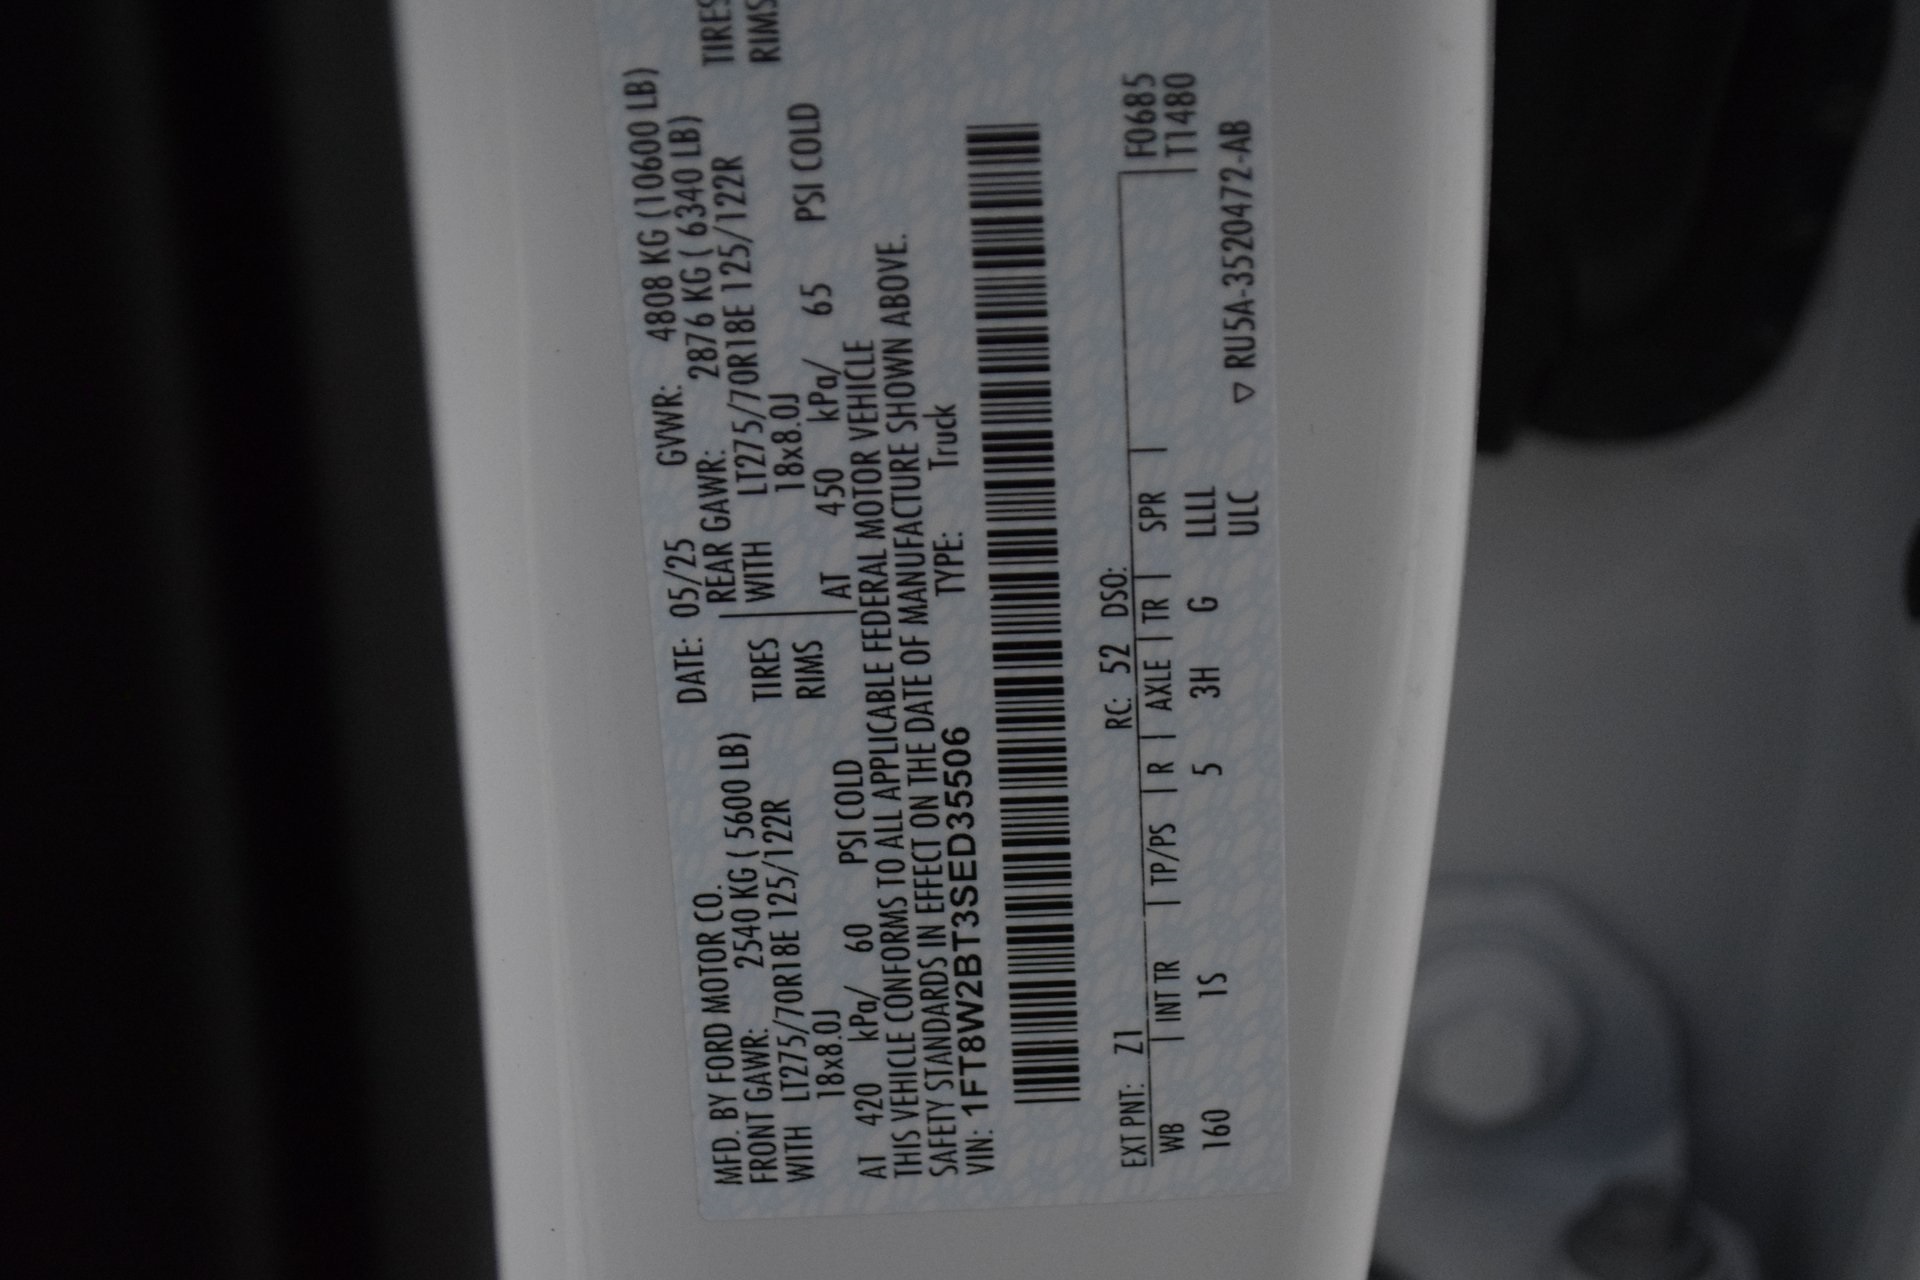 MFD. BY FORD MOTOR CO. DATE: 05/25 GVWR: 4808 KG (10600 LB)
FRONT GAWR: 2540 KG ( 5600 LB) REAR GAWR: 2876 KG ( 6340 LB)
WITH LT275/70R18E 125/122R TIRES WITH LT275/70R18E 125/122R TIRES
18x8.0J RIMS 18x8.0J RIMS
AT 420 kPa/ 60 PSI COLD AT 450 kPa/ 65 PSI COLD
THIS VEHICLE CONFORMS TO ALL APPLICABLE FEDERAL MOTOR VEHICLE
SAFETY STANDARDS IN EFFECT ON THE DATE OF MANUFACTURE SHOWN ABOVE.
VIN: 1FT8W2BT3SED35506 TYPE: Truck
EXT PNT: Z1 RC: 52 DSO: F0685
WB INT TR TP/PS R AXLE TR SPR T1480
160 1S 5 3H G LLLL
ULC ▽ RU5A-3520472-AB